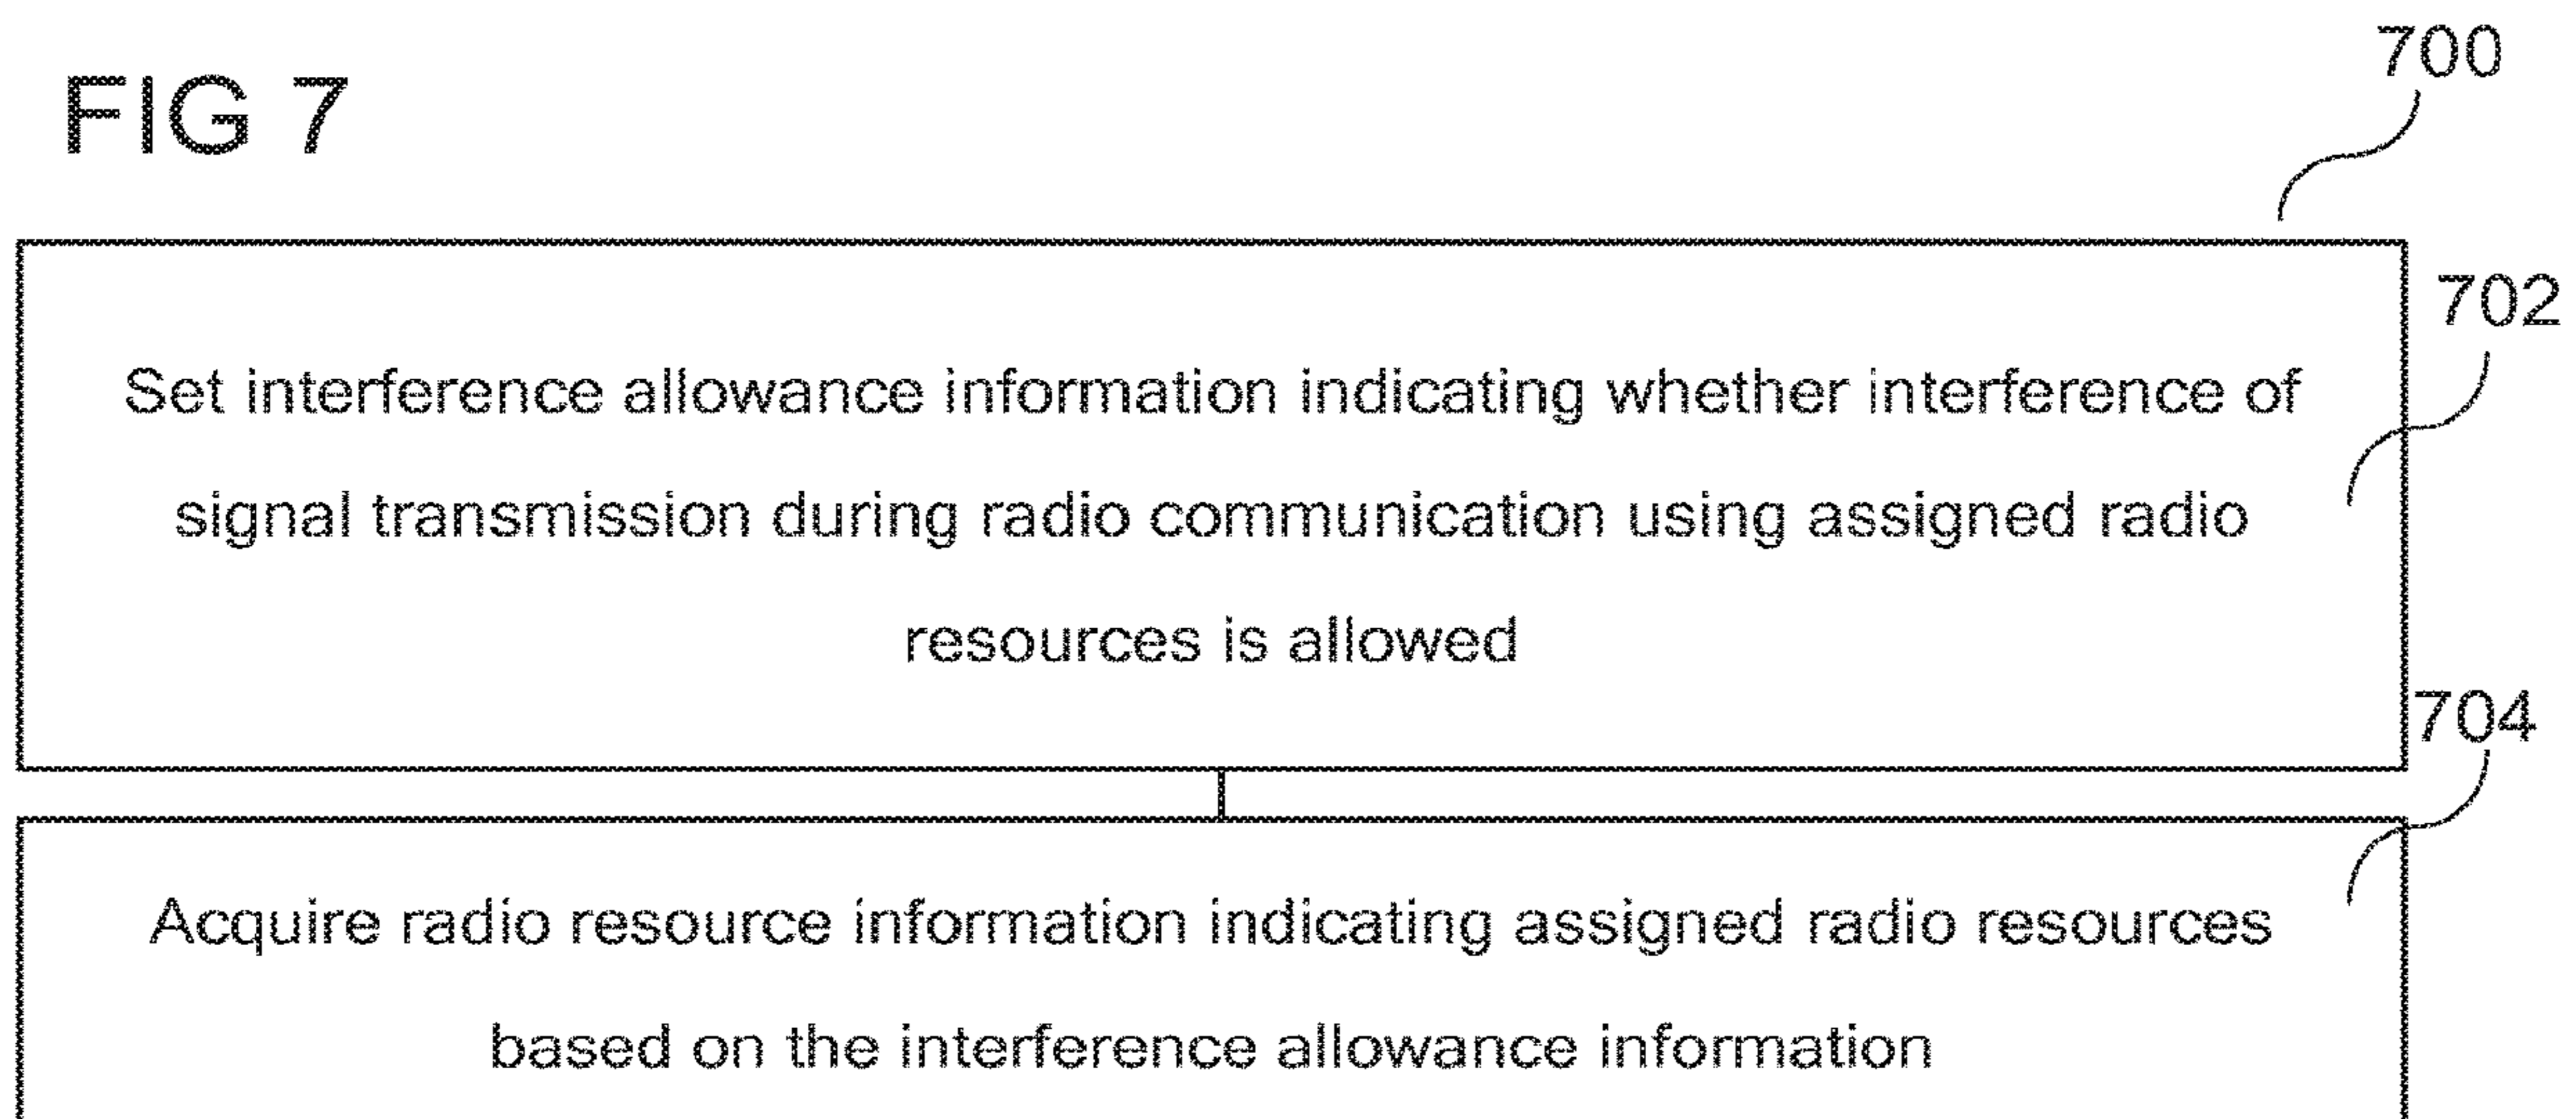 700
FIG 7
702
Set interference allowance information indicating whether interference of
signal transmission during radio communication using assigned radio
resources is allowed
704
Acquire radio resource information indicating assigned radio resources
based on the interference allowance information